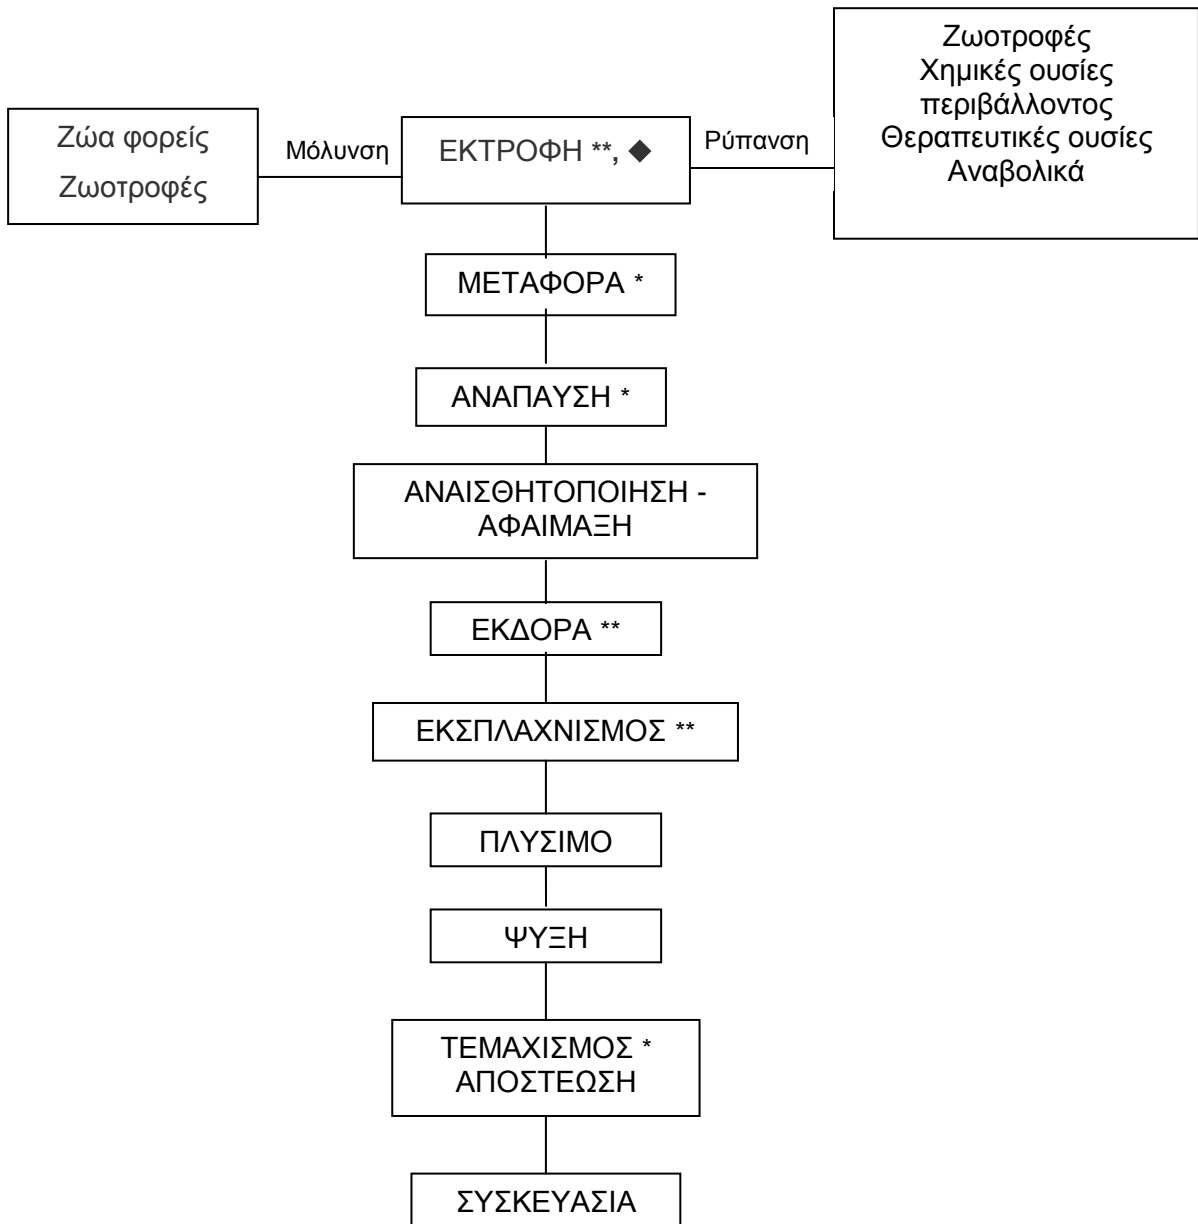 Ζώα φορείς
Ζωοτροφές
Μόλυνση
ΕΚΤΡΟΦΗ **, ◆
Ρύπανση
Ζωοτροφές
Χημικές ουσίες
περιβάλλοντος
Θεραπευτικές ουσίες
Αναβολικά
ΜΕΤΑΦΟΡΑ *
ΑΝΑΠΑΥΣΗ *
ΑΝΑΙΣΘΗΤΟΠΟΙΗΣΗ -
ΑΦΑΙΜΑΞΗ
ΕΚΔΟΡΑ **
ΕΚΣΠΛΑΧΝΙΣΜΟΣ **
ΠΛΥΣΙΜΟ
ΨΥΞΗ
ΤΕΜΑΧΙΣΜΟΣ *
ΑΠΟΣΤΕΩΣΗ
ΣΥΣΚΕΥΑΣΙΑ